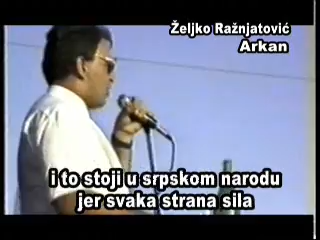 Željko Ražnjatović
Arkan
i to stoji u srpskom narodu
jer svaka strana sila